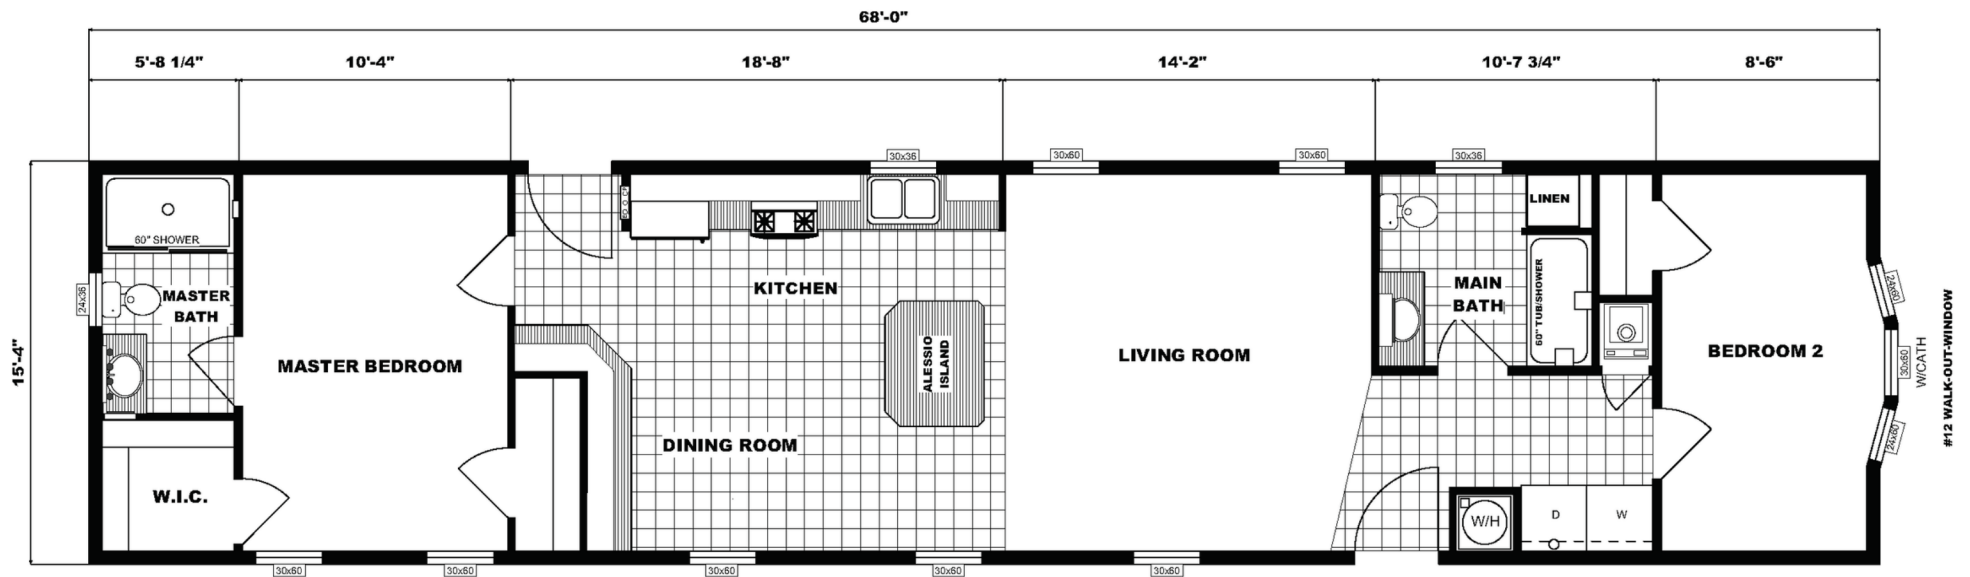 68'-0"
5'-8 1/4"
10'-4"
18'-8"
14'-2"
10'-7 3/4"
8'-6"
30x36
30x60
30x60
30x36
60" SHOWER
LINEN
24x36
MASTER
BATH
KITCHEN
MAIN
BATH
60" TUB/SHOWER
24x60
15'-4"
MASTER BEDROOM
ALESSIO
ISLAND
LIVING ROOM
BEDROOM 2
30x60
W/CATH
#12 WALK-OUT-WINDOW
DINING ROOM
24x60
W.I.C.
W/H
D
W
30x60
30x60
30x60
30x60
30x60